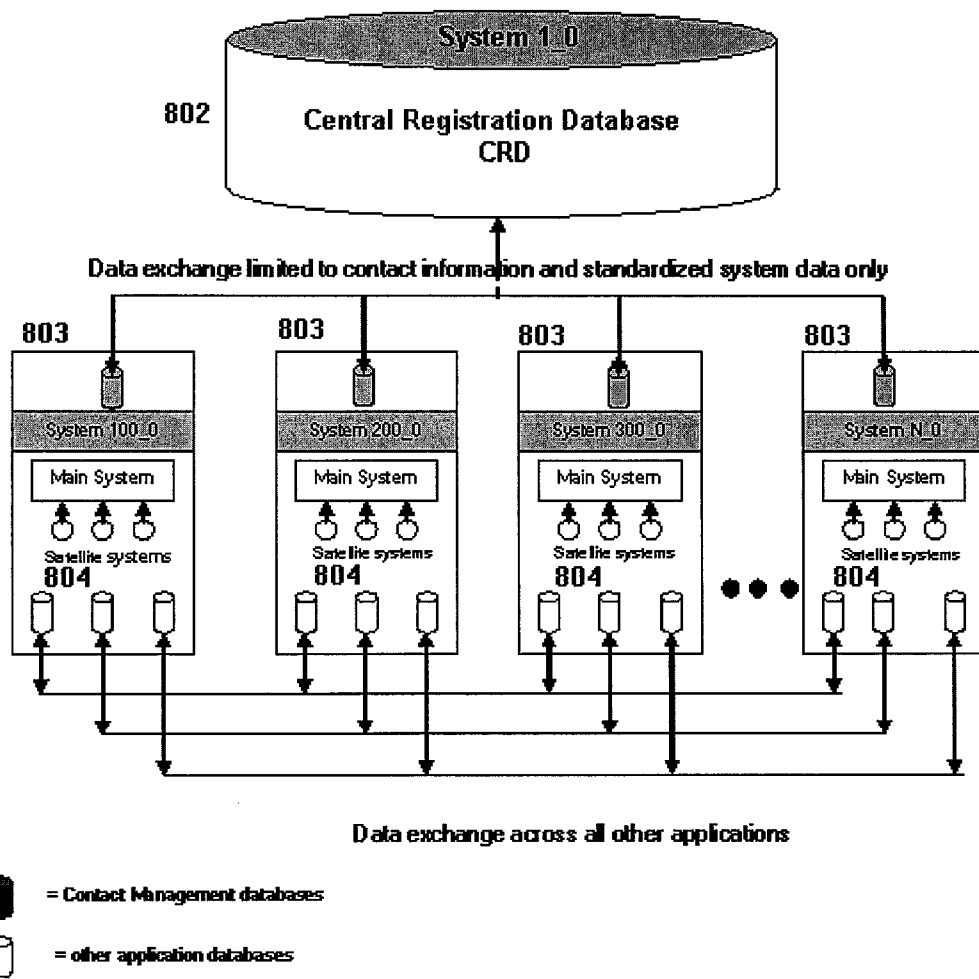 System 1_0
802
Central Registration Database
CRD
Data exchange limited to contact information and standardized system data only
803 803 803 803
System 100_0 System 200_0 System 300_0 System N_0
Main System Main System Main System Main System
Satellite systems Satellite systems Satellite systems Satellite systems
804 804 804 804
Data exchange across all other applications
= Contact Management databases
= other application databases